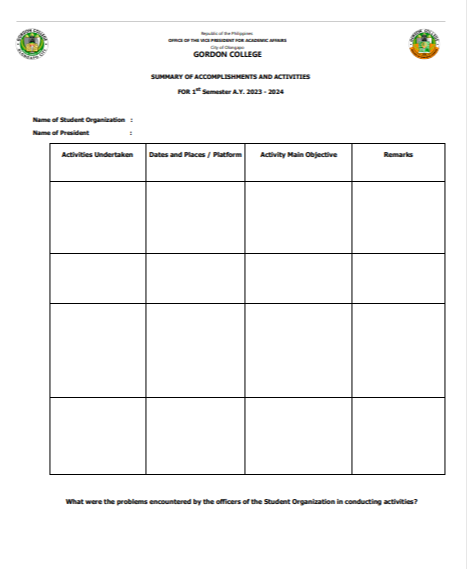 Republic of the Philippines
OFFICE OF THE VICE PRESIDENT FOR ACADEMIC AFFAIRS
City of Olongapo
GORDON COLLEGE
SUMMARY OF ACCOMPLISHMENTS AND ACTIVITIES
FOR 1st Semester A.Y. 2023 - 2024
Name of Student Organization :
Name of President :
Activities Undertaken Dates and Places / Platform Activity Main Objective Remarks
What were the problems encountered by the officers of the Student Organization in conducting activities?